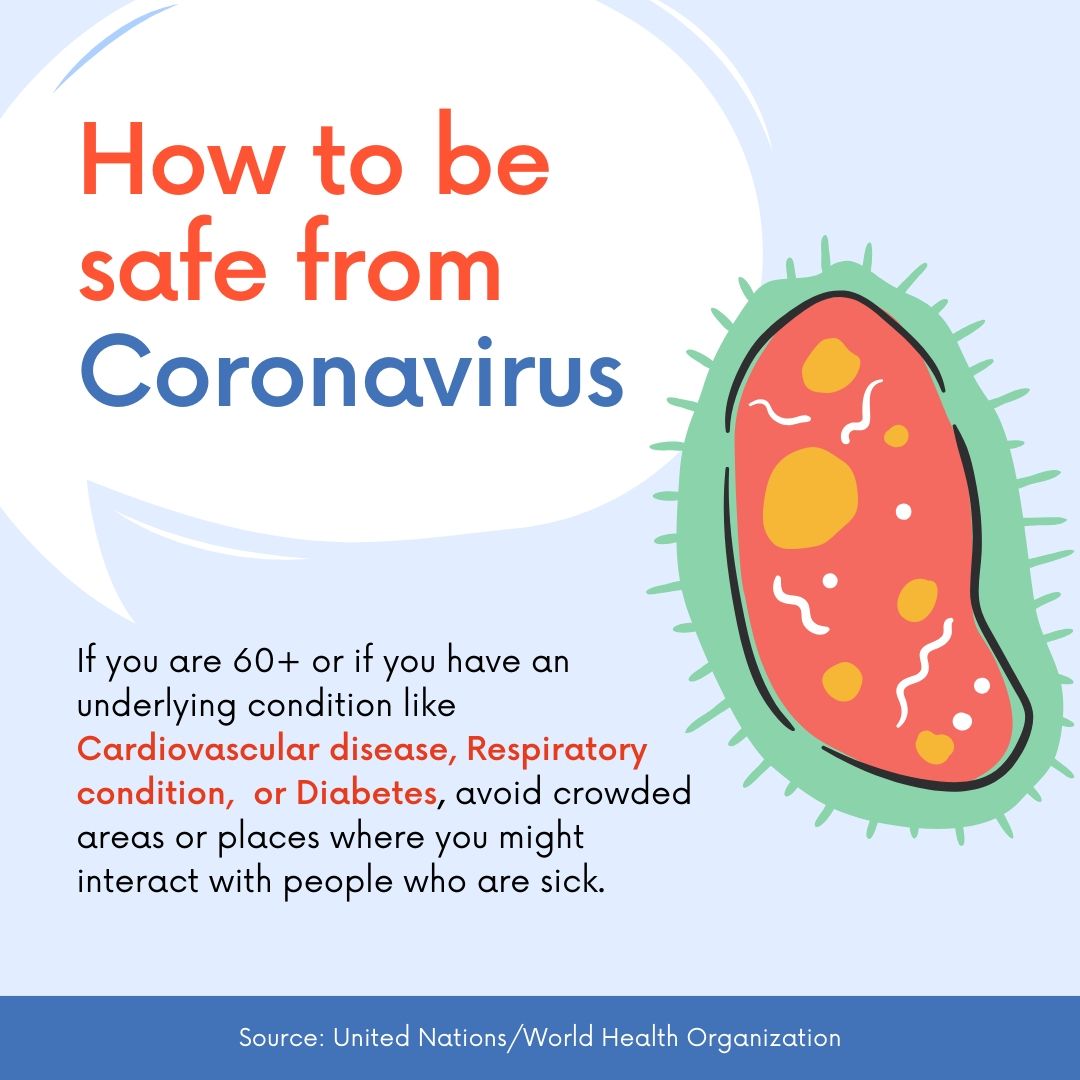 How to be
safe from
Coronavirus
If you are 60+ or if you have an
underlying condition like
Cardiovascular disease, Respiratory
condition,  or Diabetes, avoid crowded
areas or places where you might
interact with people who are sick.
Source: United Nations/World Health Organization